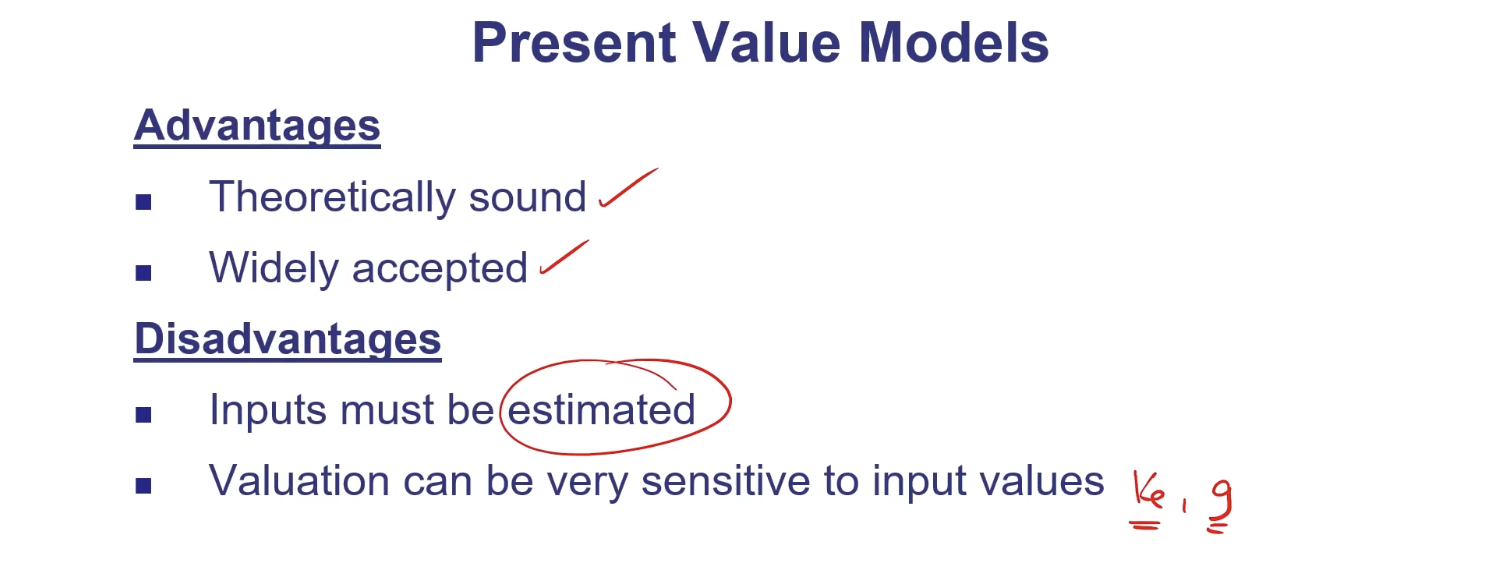 Present Value Models
Advantages
■ Theoretically sound ✓
■ Widely accepted ✓
Disadvantages
■ Inputs must be estimated
■ Valuation can be very sensitive to input values ke, g